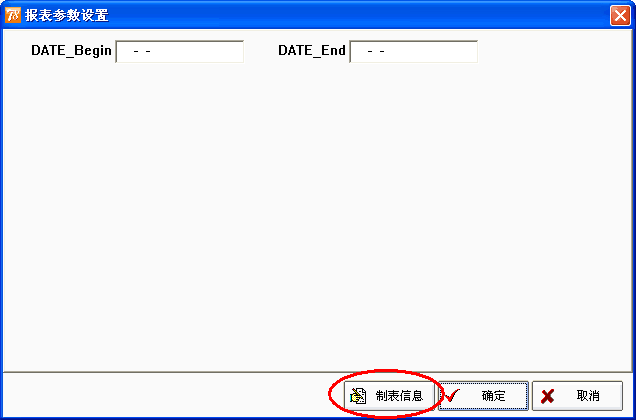 报表参数设置
DATE_Begin - - DATE_End - -
制表信息 确定 取消